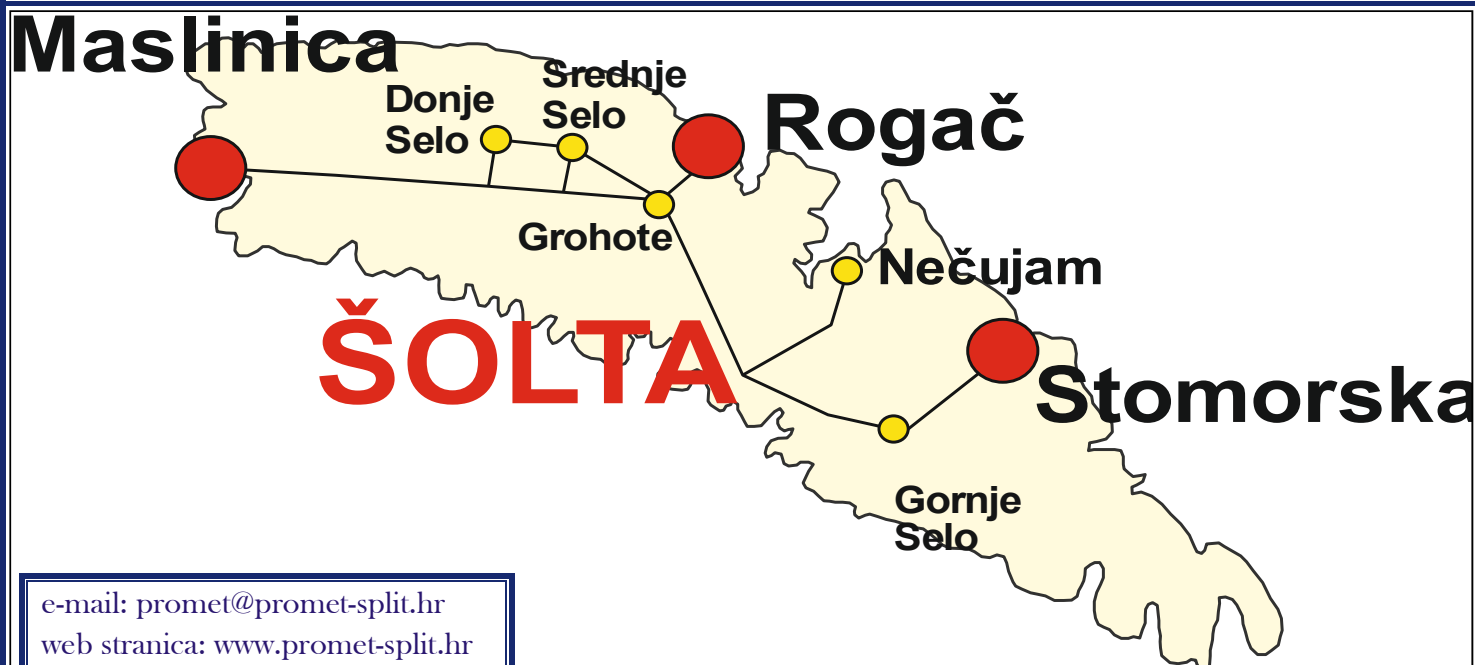 Maslinica
Donje
Selo
Srednje
Selo
Rogač
Grohote
Nečujam
ŠOLTA
Stomorska
Gornje
Selo
e-mail: promet@promet-split.hr
web stranica: www.promet-split.hr